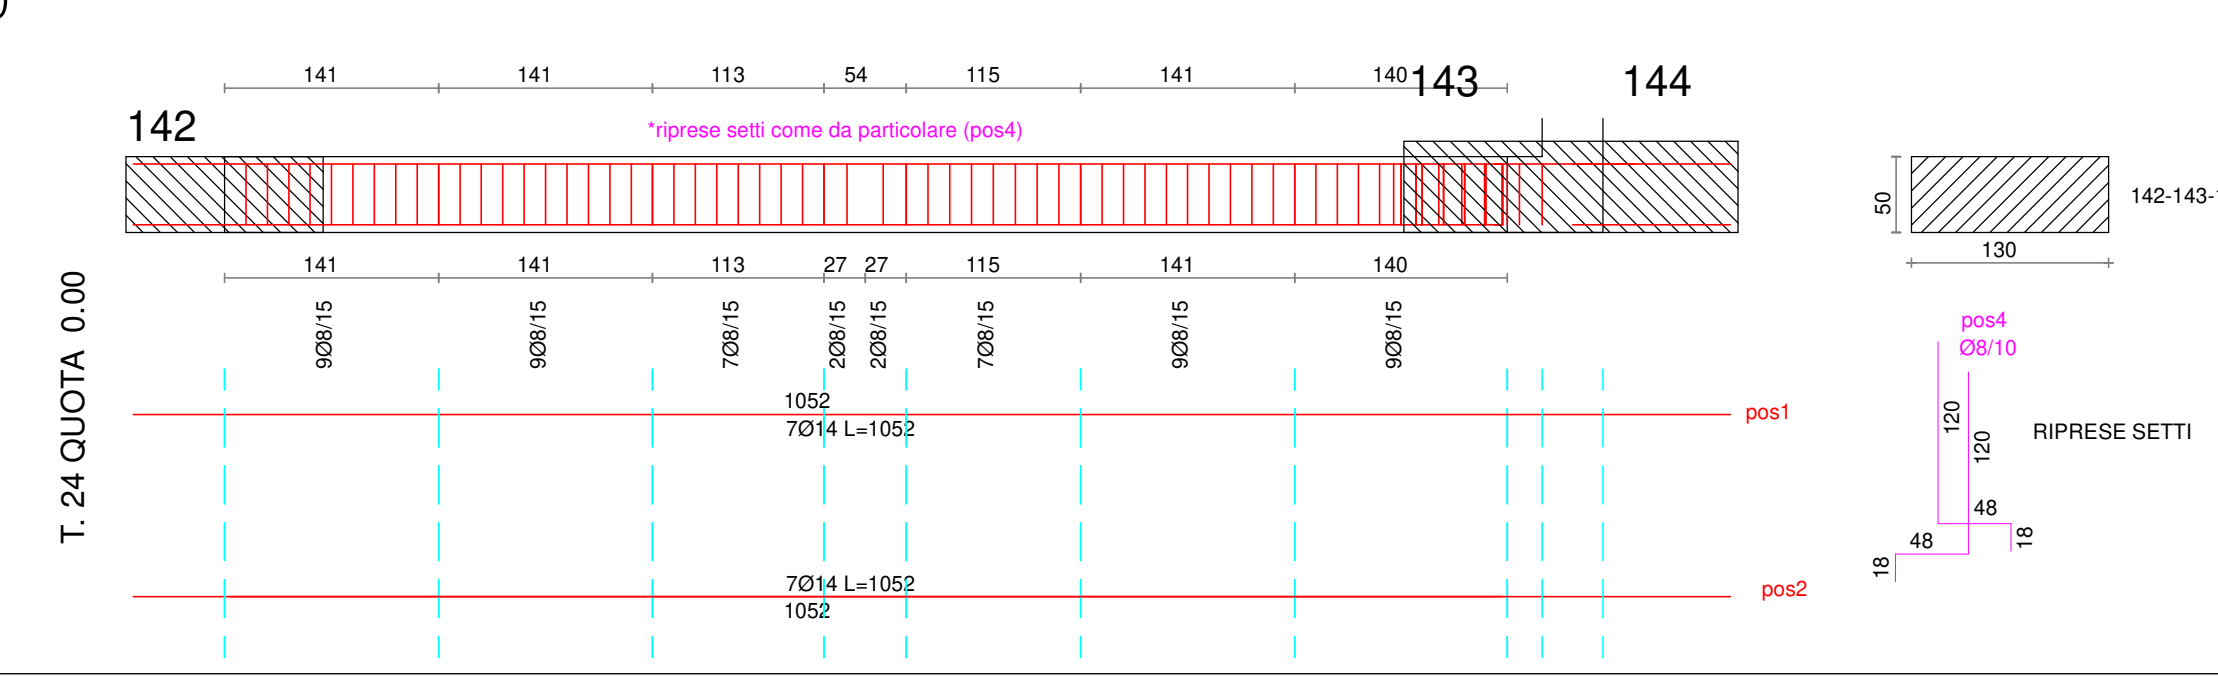 141 141 113 54 115 141 140
143 144
142
*riprese setti come da particolare (pos4)
50
142-143-
130
141 141 113 27 27 115 141 140
9Ø8/15 9Ø8/15 7Ø8/15 2Ø8/15 2Ø8/15 7Ø8/15 9Ø8/15 9Ø8/15
T. 24 QUOTA 0.00
pos4
Ø8/10
1052
7Ø14 L=1052
pos1
120
120
RIPRESE SETTI
48
18
48
18
7Ø14 L=1052
1052
pos2